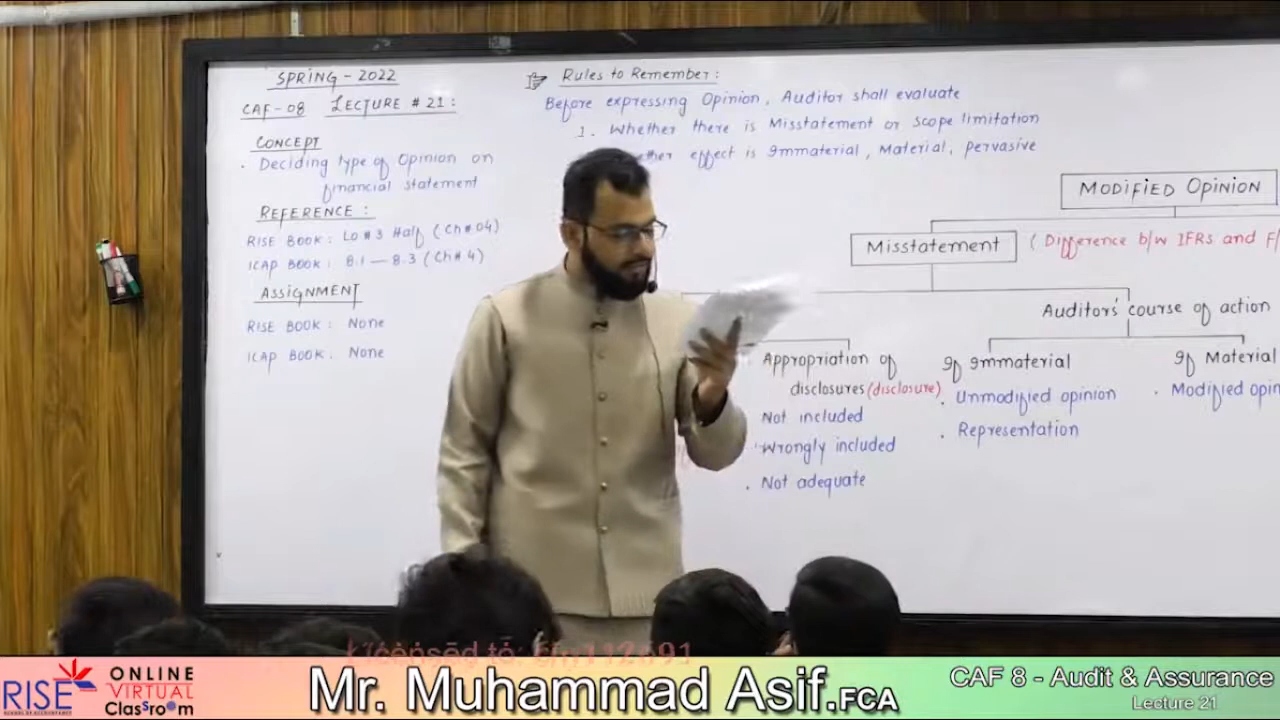 SPRING - 2022
CAF - 08 LECTURE # 21 :
CONCEPT
. Deciding type of Opinion on
financial statement
REFERENCE :
RISE BOOK : Lo # 3 Half ( Ch # 04)
ICAP BOOK : 8.1 — 8.3 ( Ch # 4 )
ASSIGNMENT
RISE BOOK : None
ICAP BOOK . None
Rules to Remember :
Before expressing Opinion, Auditor shall evaluate
1. Whether there is Misstatement or scope limitation
effect is Immaterial, Material, pervasive
MODIFIED OPINION
Misstatement
( Difference b/w IFRs and F/
Auditors' course of action
Appropriation of
disclosures (disclosure)
. Not included
. Wrongly included
. Not adequate
If Immaterial
. Unmodified opinion
. Representation
If Material
. Modified opin
RISE
ONLINE
VIRTUAL
Classroom
Mr. Muhammad Asif.FCA
CAF 8 - Audit & Assurance
Lecture 21